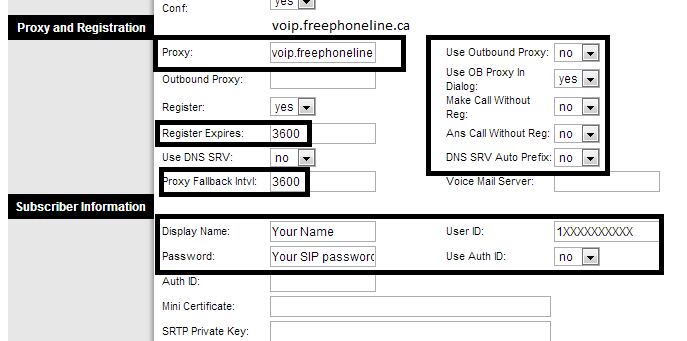 Conf: yes
voip.freephoneline.ca
Proxy and Registration
Proxy: voip.freephoneline Use Outbound Proxy: no
Outbound Proxy: Use OB Proxy In Dialog: yes
Register: yes Make Call Without Reg: no
Register Expires: 3600 Ans Call Without Reg: no
Use DNS SRV: no DNS SRV Auto Prefix: no
Proxy Fallback Intvl: 3600 Voice Mail Server:
Subscriber Information
Display Name: Your Name User ID: 1XXXXXXXXXX
Password: Your SIP password Use Auth ID: no
Auth ID:
Mini Certificate:
SRTP Private Key: